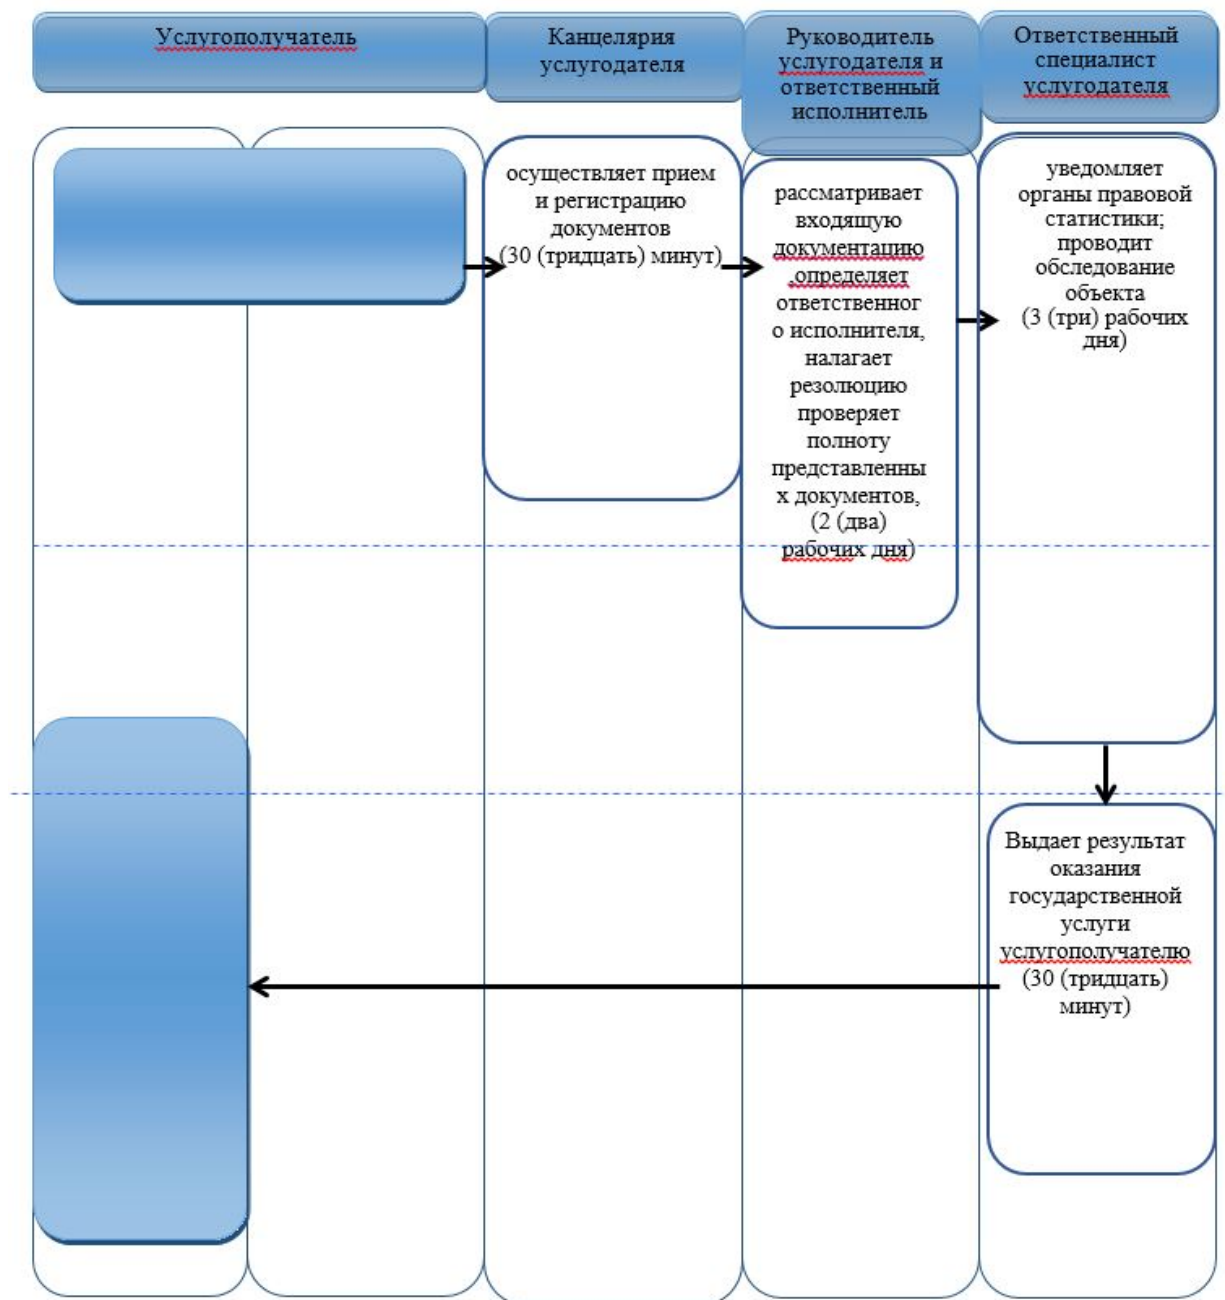 Услугополучатель
Канцелярия
услугодателя
Руководитель
услугодателя и
ответственный
исполнитель
Ответственный
специалист
услугодателя
осуществляет прием
и регистрацию
документов
(30 (тридцать) минут)
рассматривает
входящую
документацию
,определяет
ответственног
о исполнителя,
налагает
резолюцию
проверяет
полноту
представленны
х документов,
(2 (два)
рабочих дня)
уведомляет
органы правовой
статистики;
проводит
обследование
объекта
(3 (три) рабочих
дня)
Выдает результат
оказания
государственной
услуги
услугополучателю
(30 (тридцать)
минут)